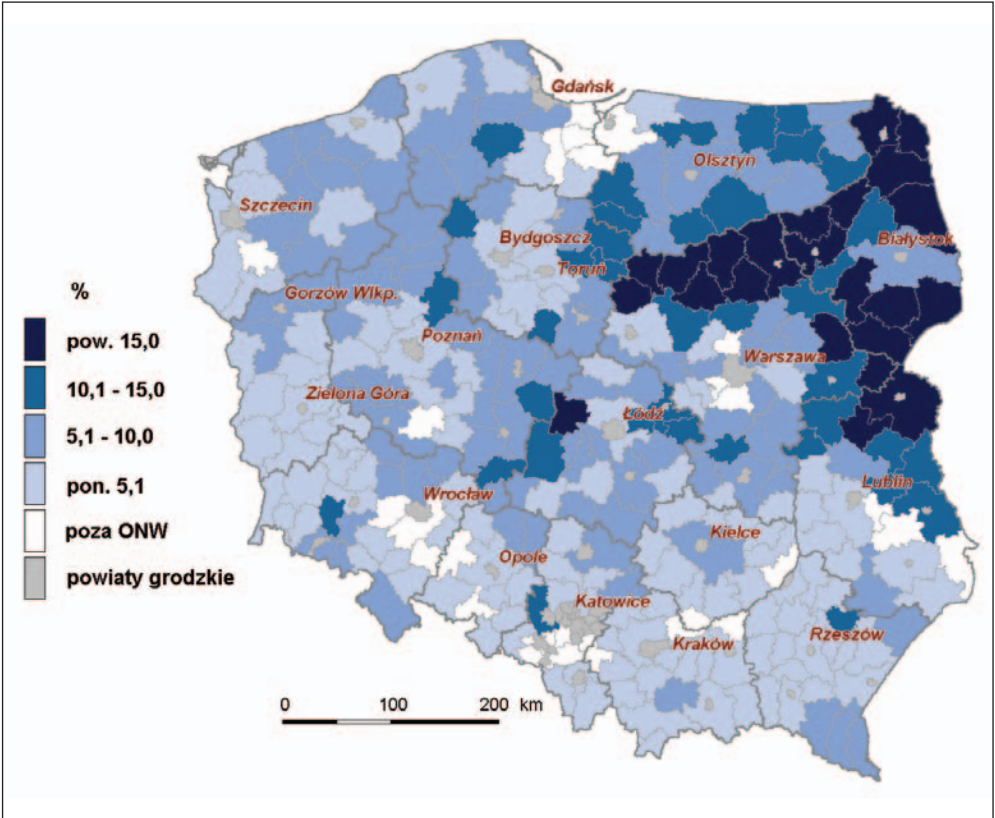 Gdańsk
Olsztyn
Szczecin
Bydgoszcz
Białystok
Toruń
%
Gorzów Wlkp.
pow. 15,0
Poznań
Warszawa
10,1 - 15,0
Zielona Góra
Łódź
5,1 - 10,0
pon. 5,1
Lublin
Wrocław
poza ONW
Kielce
Opole
powiaty grodzkie
Katowice
Rzeszów
Kraków
0 100 200 km